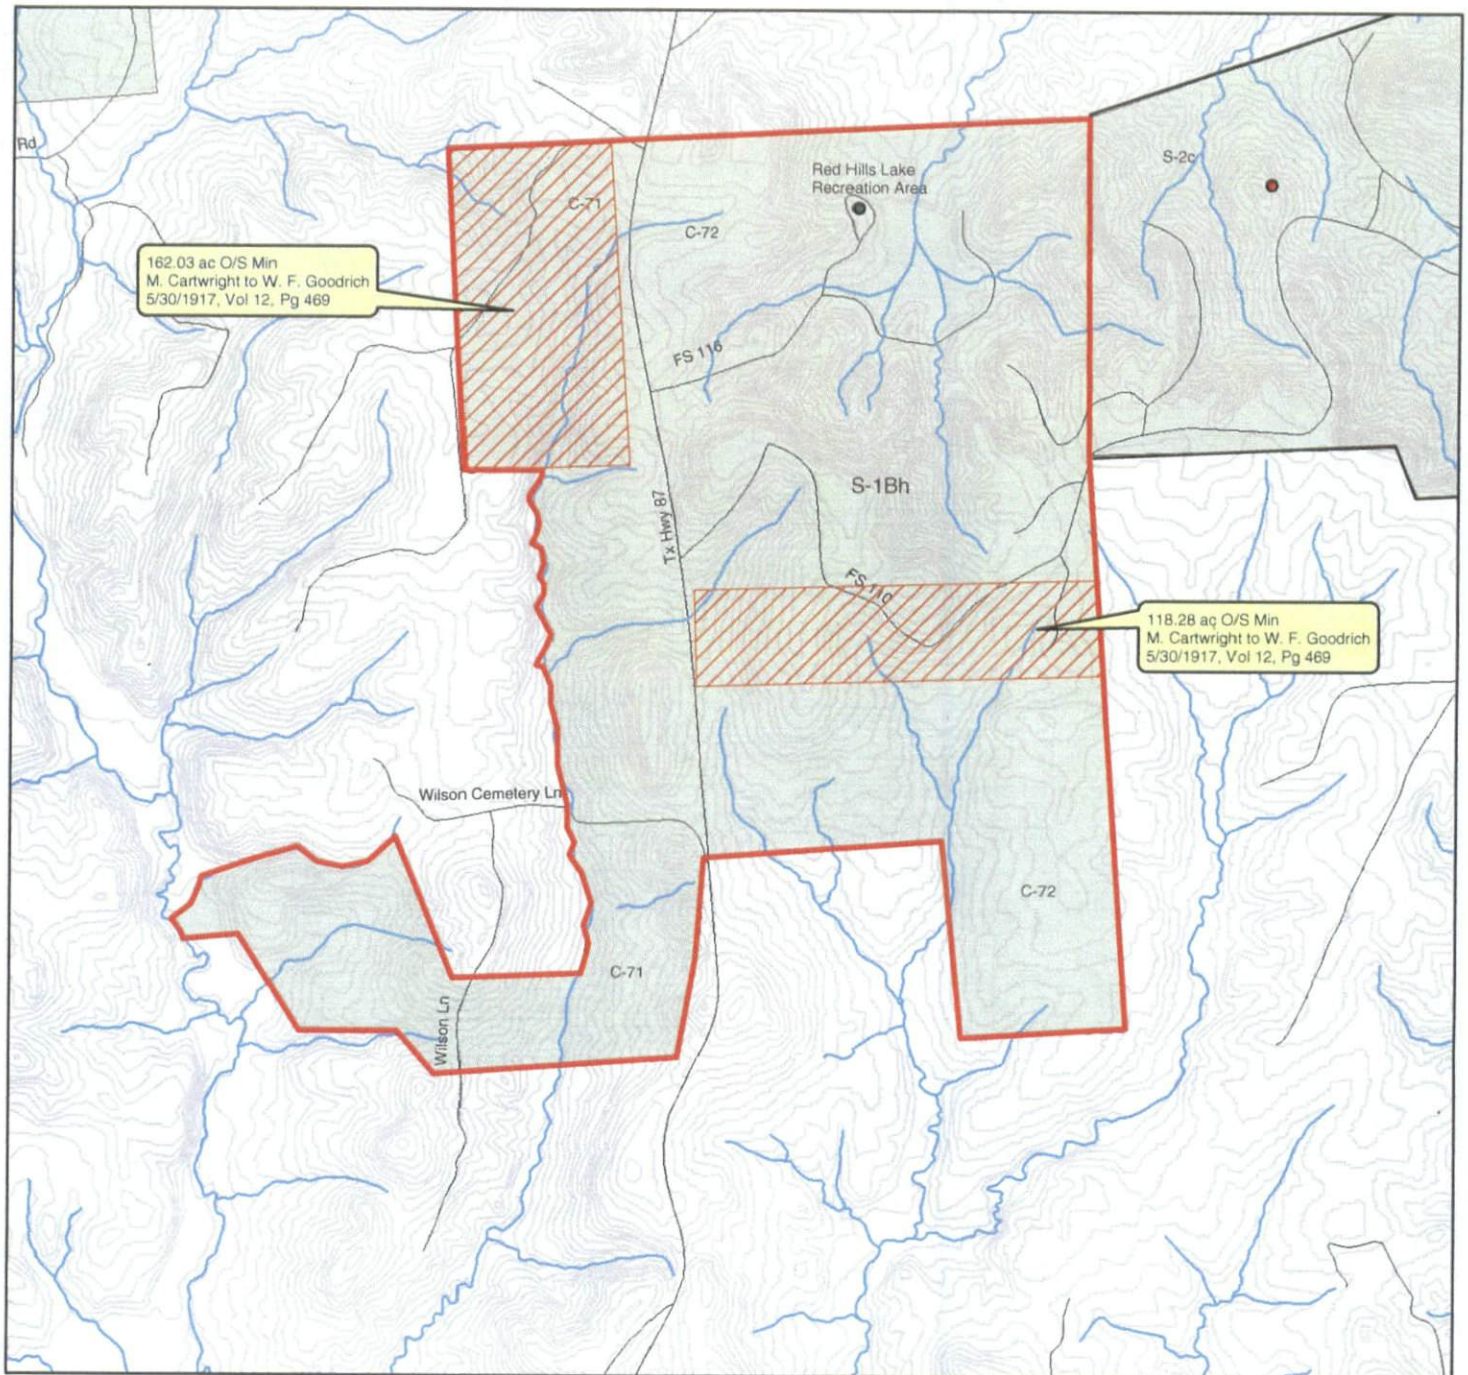 Rd
Red Hills Lake
Recreation Area
S-2c
C-71
C-72
162.03 ac O/S Min
M. Cartwright to W. F. Goodrich
5/30/1917, Vol 12, Pg 469
FS 116
S-1Bh
Tx Hwy 87
FS 110
118.28 ac O/S Min
M. Cartwright to W. F. Goodrich
5/30/1917, Vol 12, Pg 469
Wilson Cemetery Ln
C-72
C-71
Wilson Ln